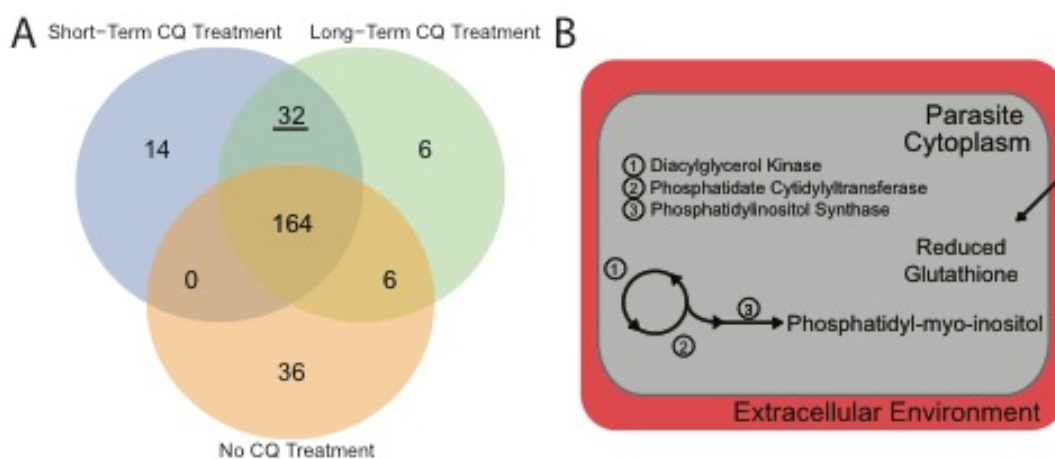 A
Short-Term CQ Treatment
Long-Term CQ Treatment
14
32
6
164
0
6
36
No CQ Treatment
B
Parasite
Cytoplasm
1 Diacylglycerol Kinase
2 Phosphatidate Cytidylyltransferase
3 Phosphatidylinositol Synthase
Reduced
Glutathione
1
3
Phosphatidyl-myo-inositol
2
Extracellular Environment